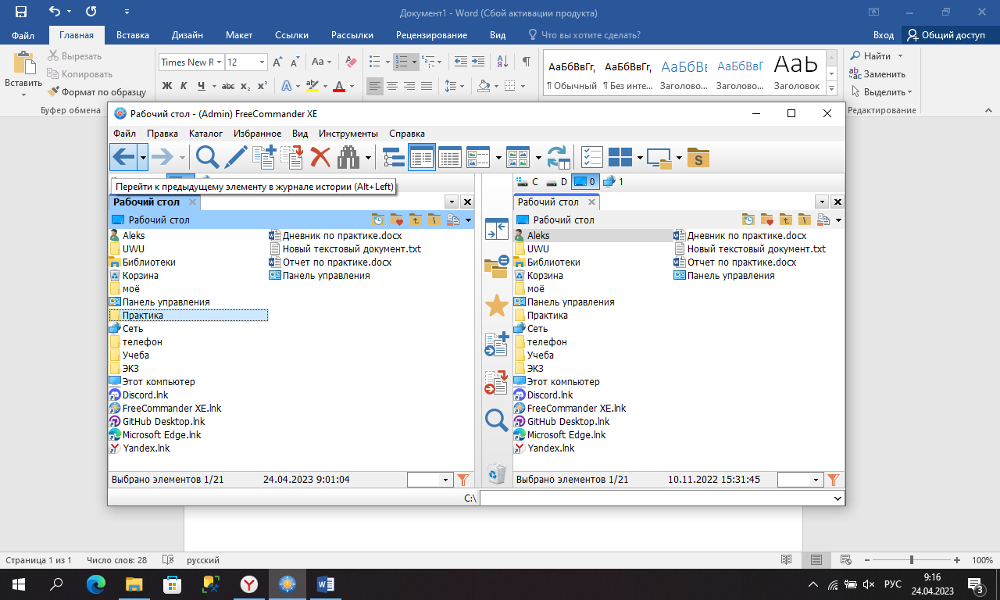 Документ1 - Word (Сбой активации продукта)
Файл Главная Вставка Дизайн Макет Ссылки Рассылки Рецензирование Вид Что вы хотите сделать? Вход Общий доступ
Вставить
Вырезать
Копировать
Формат по образцу
Буфер обмена
Times New R 12
Aa
Ж К Ч abc x₂ x²
АаБбВвГг, АаБбВвГг, АаБбВв АаБбВвГ АаБ
¶ Обычный ¶ Без инте... Заголово... Заголово... Заголовок
Найти
Заменить
Выделить
Редактирование
Рабочий стол - (Admin) FreeCommander XE
Файл Правка Каталог Избранное Вид Инструменты Справка
S
Перейти к предыдущему элементу в журнале истории (Alt+Left)
C D 0 1
Рабочий стол
Рабочий стол
Aleks
UWU
Библиотеки
Корзина
моё
Панель управления
Практика
Сеть
телефон
Учеба
ЭКЗ
Этот компьютер
Discord.lnk
FreeCommander XE.lnk
GitHub Desktop.lnk
Microsoft Edge.lnk
Yandex.lnk
Дневник по практике.docx
Новый текстовый документ.txt
Отчет по практике.docx
Панель управления
Выбрано элементов 1/21 24.04.2023 9:01:04
Рабочий стол
Рабочий стол
Aleks
UWU
Библиотеки
Корзина
моё
Панель управления
Практика
Сеть
телефон
Учеба
ЭКЗ
Этот компьютер
Discord.lnk
FreeCommander XE.lnk
GitHub Desktop.lnk
Microsoft Edge.lnk
Yandex.lnk
Дневник по практике.docx
Новый текстовый документ.txt
Отчет по практике.docx
Панель управления
Выбрано элементов 1/21 10.11.2022 15:31:45
C:\
Страница 1 из 1 Число слов: 28 русский 100%
РУС
9:16
24.04.2023
3